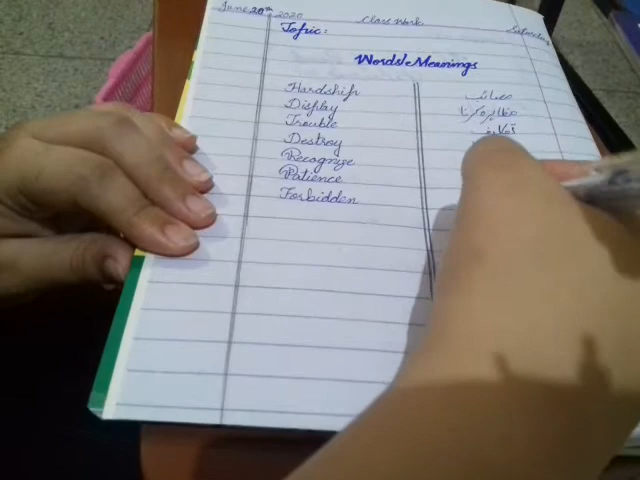 June 20th 2020 Class Work Saturday
Topic:
Words/Meanings
Hardship مصائب
Display مظاہرہ کرنا
Trouble تکلیف
Destroy
Recognize
Patience
Forbidden